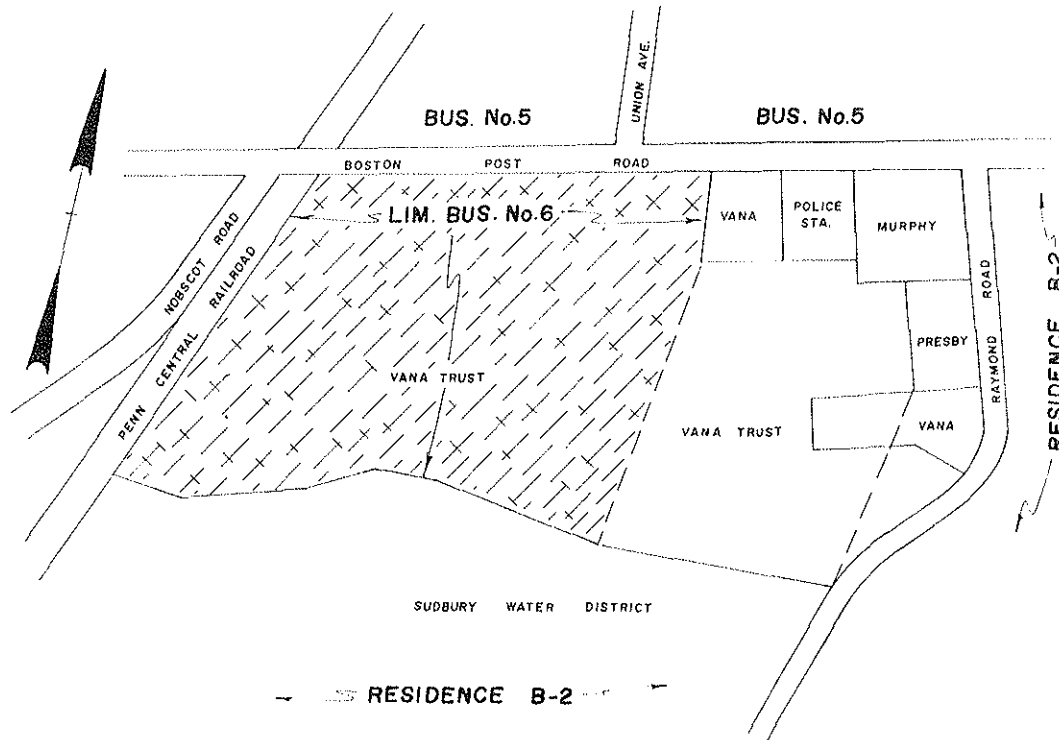 UNION AVE.
BUS. No.5
BUS. No.5
BOSTON POST ROAD
LIM. BUS. No.6
VANA
POLICE
STA.
MURPHY
NOBSCOT ROAD
PENN CENTRAL RAILROAD
RAYMOND ROAD
RESIDENCE B-2
PRESBY
VANA TRUST
VANA TRUST
VANA
SUDBURY WATER DISTRICT
RESIDENCE B-2